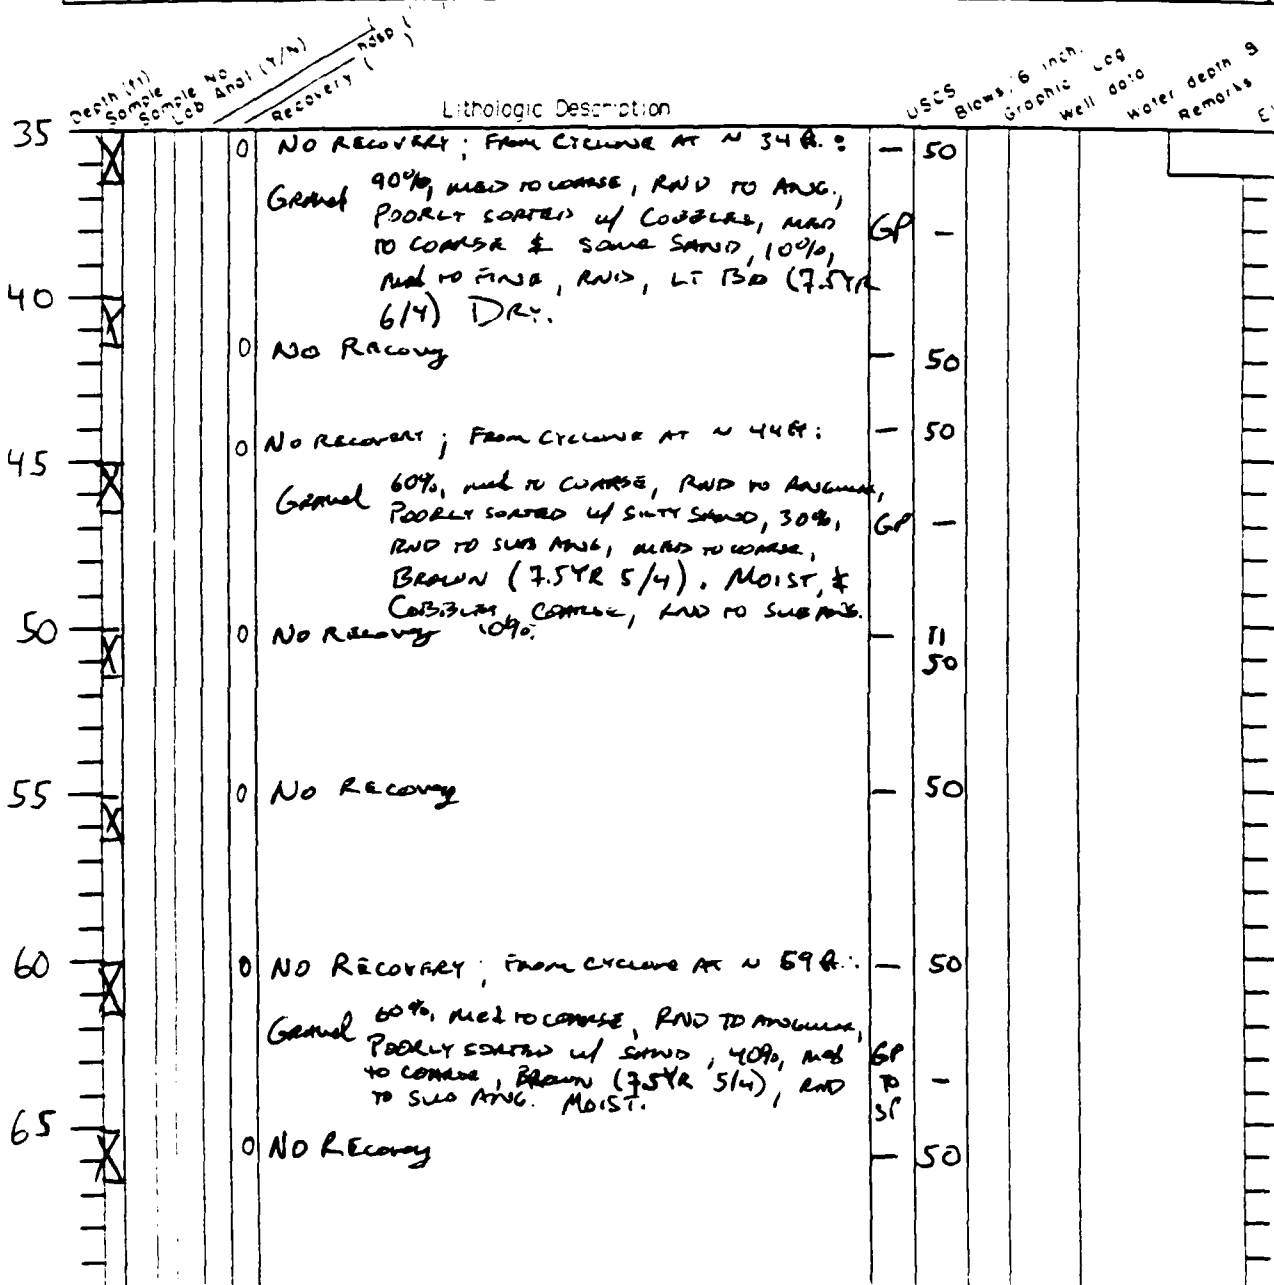 Depth (ft)
Sample
Sample No
Lab Anal (Y/N)
Recovery (
Lithologic Description
USCS
Blows/6 inch.
Graphic Log
Well data
Water depth
Remarks
35 0 NO RECOVERY; FROM CYCLONE AT ~ 34 ft.: — 50
Gravel 90%, MED TO COARSE, RND TO ANG.,
POORLY SORTED w/ COBBLES, MED GP —
TO COARSE & SOME SAND, 10%,
Med TO FINE, RND, LT BR (7.5YR
40 6/4) DRY.
0 No Recovery — 50
0 No RECOVERY; FROM CYCLONE AT ~ 44 ft: — 50
45
Gravel 60%, med to COARSE, RND TO ANGULAR,
POORLY SORTED w/ SILTY SAND, 30%, GP —
RND TO SUB ANG, MED TO COARSE,
BROWN (7.5YR 5/4). MOIST, &
COBBLES, COARSE, RND TO SUB ANG.
50 0 No Recovery 10%. — 11
50
55 0 No Recovery — 50
60 0 NO RECOVERY; FROM CYCLONE AT ~ 59 ft.: — 50
Gravel 60%, med to COARSE, RND TO ANGULAR,
POORLY SORTED w/ SAND, 40%, med GP
to COARSE, BROWN (7.5YR 5/4), RND TO —
TO SUB ANG. MOIST. SP
65 0 No Recovery — 50